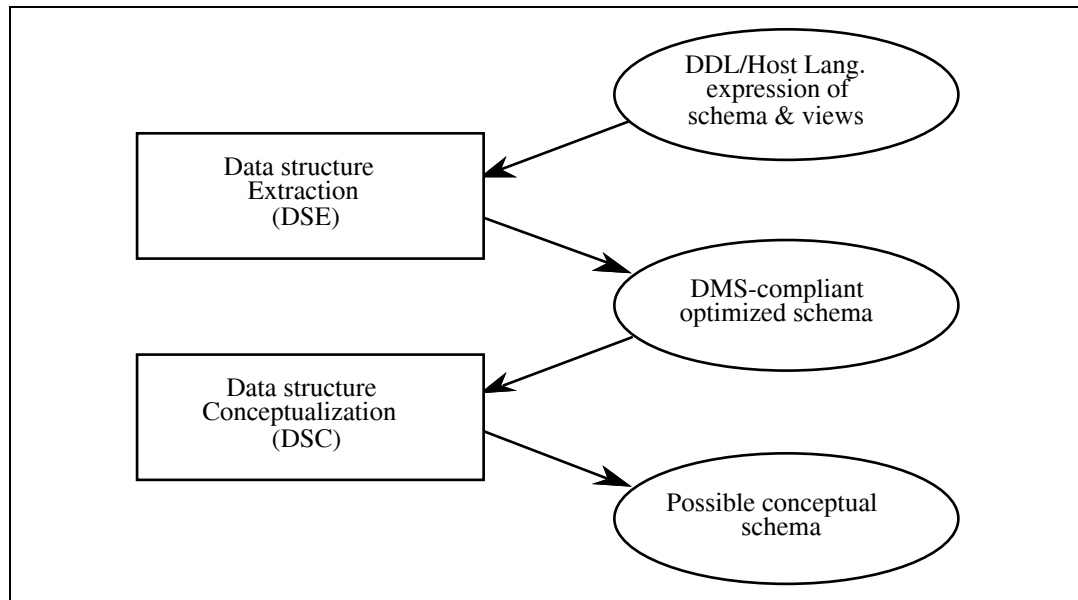 DDL/Host Lang.
expression of
schema & views
Data structure
Extraction
(DSE)
DMS-compliant
optimized schema
Data structure
Conceptualization
(DSC)
Possible conceptual
schema